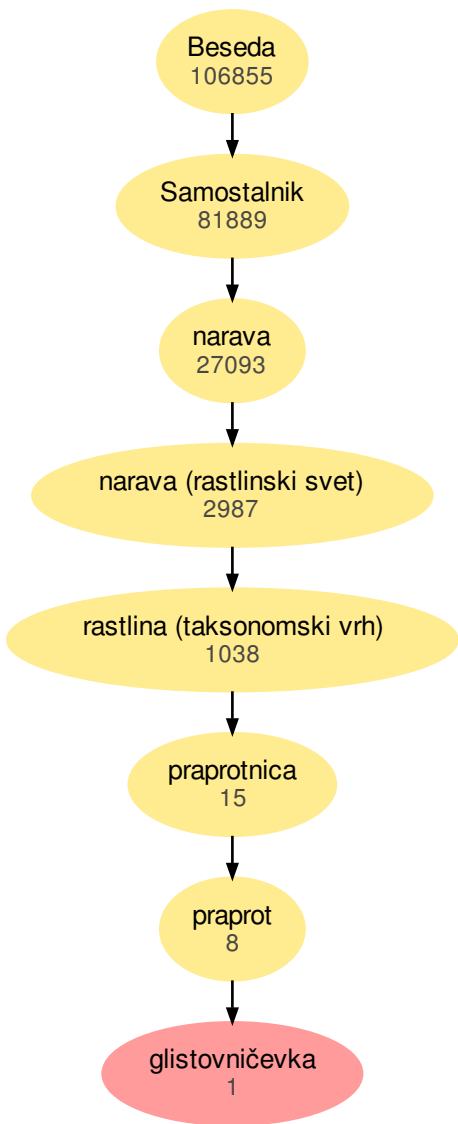 Beseda
106855
Samostalnik
81889
narava
27093
narava (rastlinski svet)
2987
rastlina (taksonomski vrh)
1038
praprotnica
15
praprot
8
glistovničevka
1